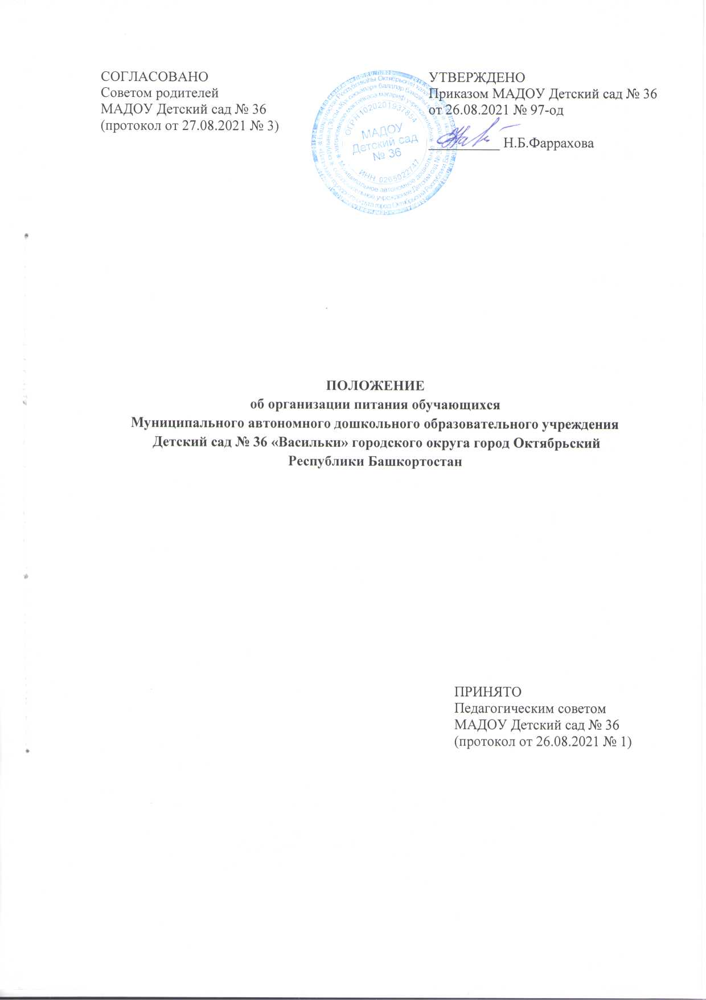 СОГЛАСОВАНО
Советом родителей
МАДОУ Детский сад № 36
(протокол от 27.08.2021 № 3)
УТВЕРЖДЕНО
Приказом МАДОУ Детский сад № 36
от 26.08.2021 № 97-од
Н.Б.Фаррахова
ОГРН 1020201937854
МАДОУ
Детский сад
№ 36
ИНН 0265022747
ПОЛОЖЕНИЕ
об организации питания обучающихся
Муниципального автономного дошкольного образовательного учреждения
Детский сад № 36 «Васильки» городского округа город Октябрьский
Республики Башкортостан
ПРИНЯТО
Педагогическим советом
МАДОУ Детский сад № 36
(протокол от 26.08.2021 № 1)